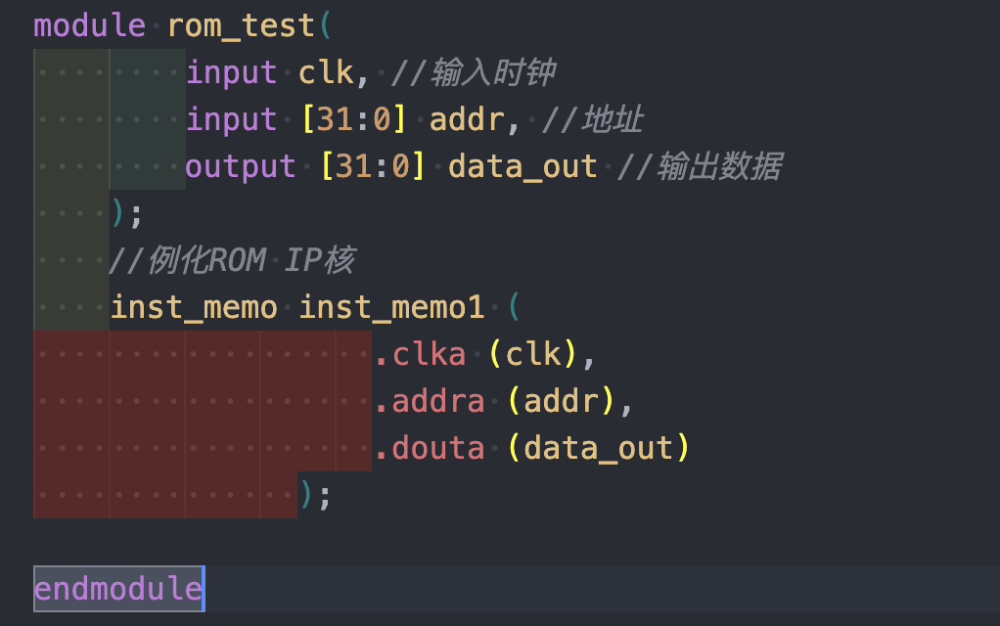 module rom_test(
input clk, //输入时钟
input [31:0] addr, //地址
output [31:0] data_out //输出数据
);
//例化ROM IP核
inst_memo inst_memo1 (
.clka (clk),
.addra (addr),
.douta (data_out)
);
endmodule